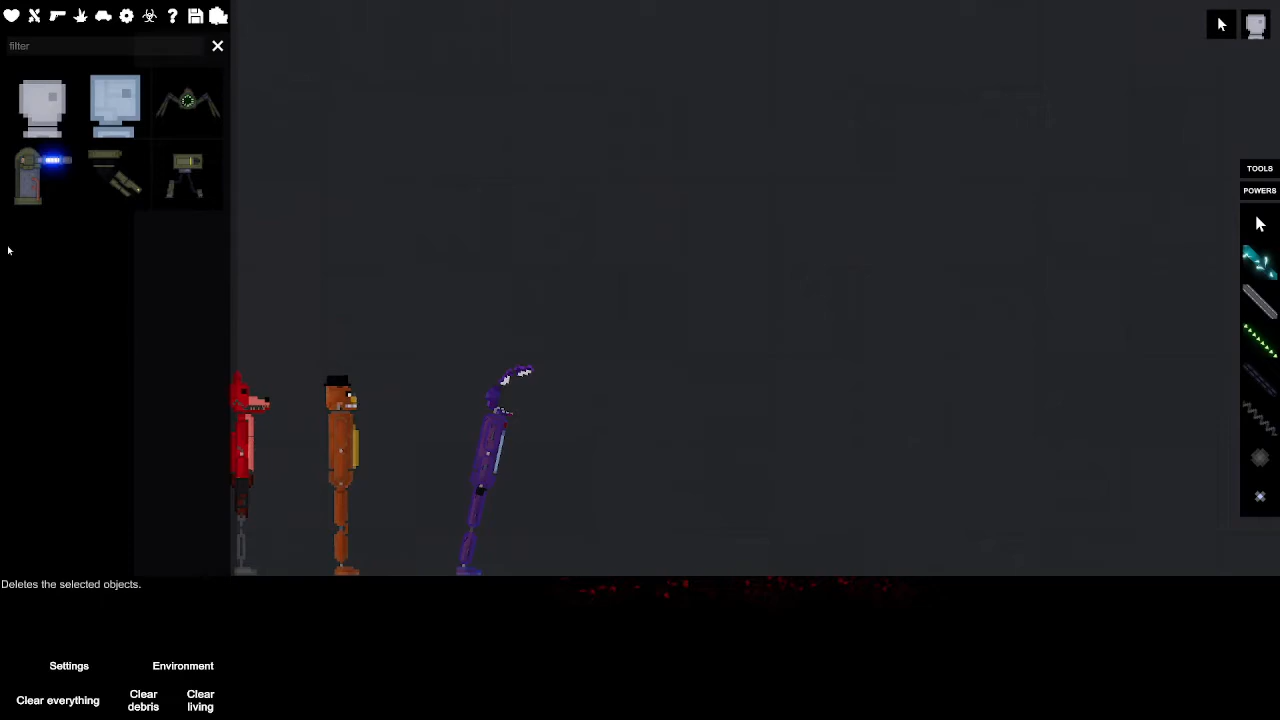 filter
TOOLS
POWERS
Deletes the selected objects.
Settings
Environment
Clear everything
Clear
debris
Clear
living